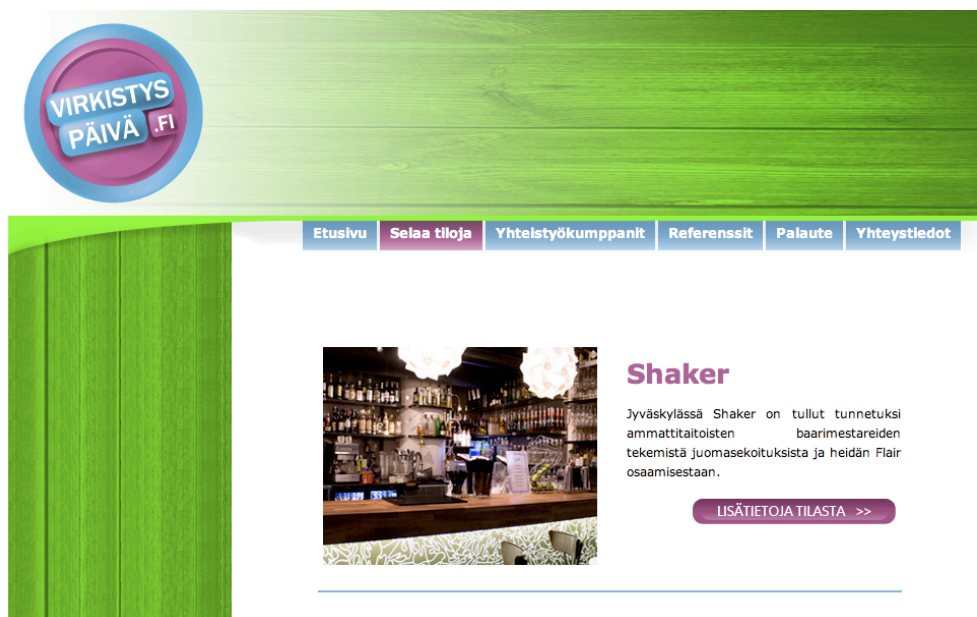 VIRKISTYS
PÄIVÄ .FI
Etusivu Selaa tiloja Yhteistyökumppanit Referenssit Palaute Yhteystiedot
Shaker
Jyväskylässä Shaker on tullut tunnetuksi
ammattitaitoisten baarimestareiden
tekemistä juomasekoituksista ja heidän Flair
osaamisestaan.
LISÄTIETOJA TILASTA >>